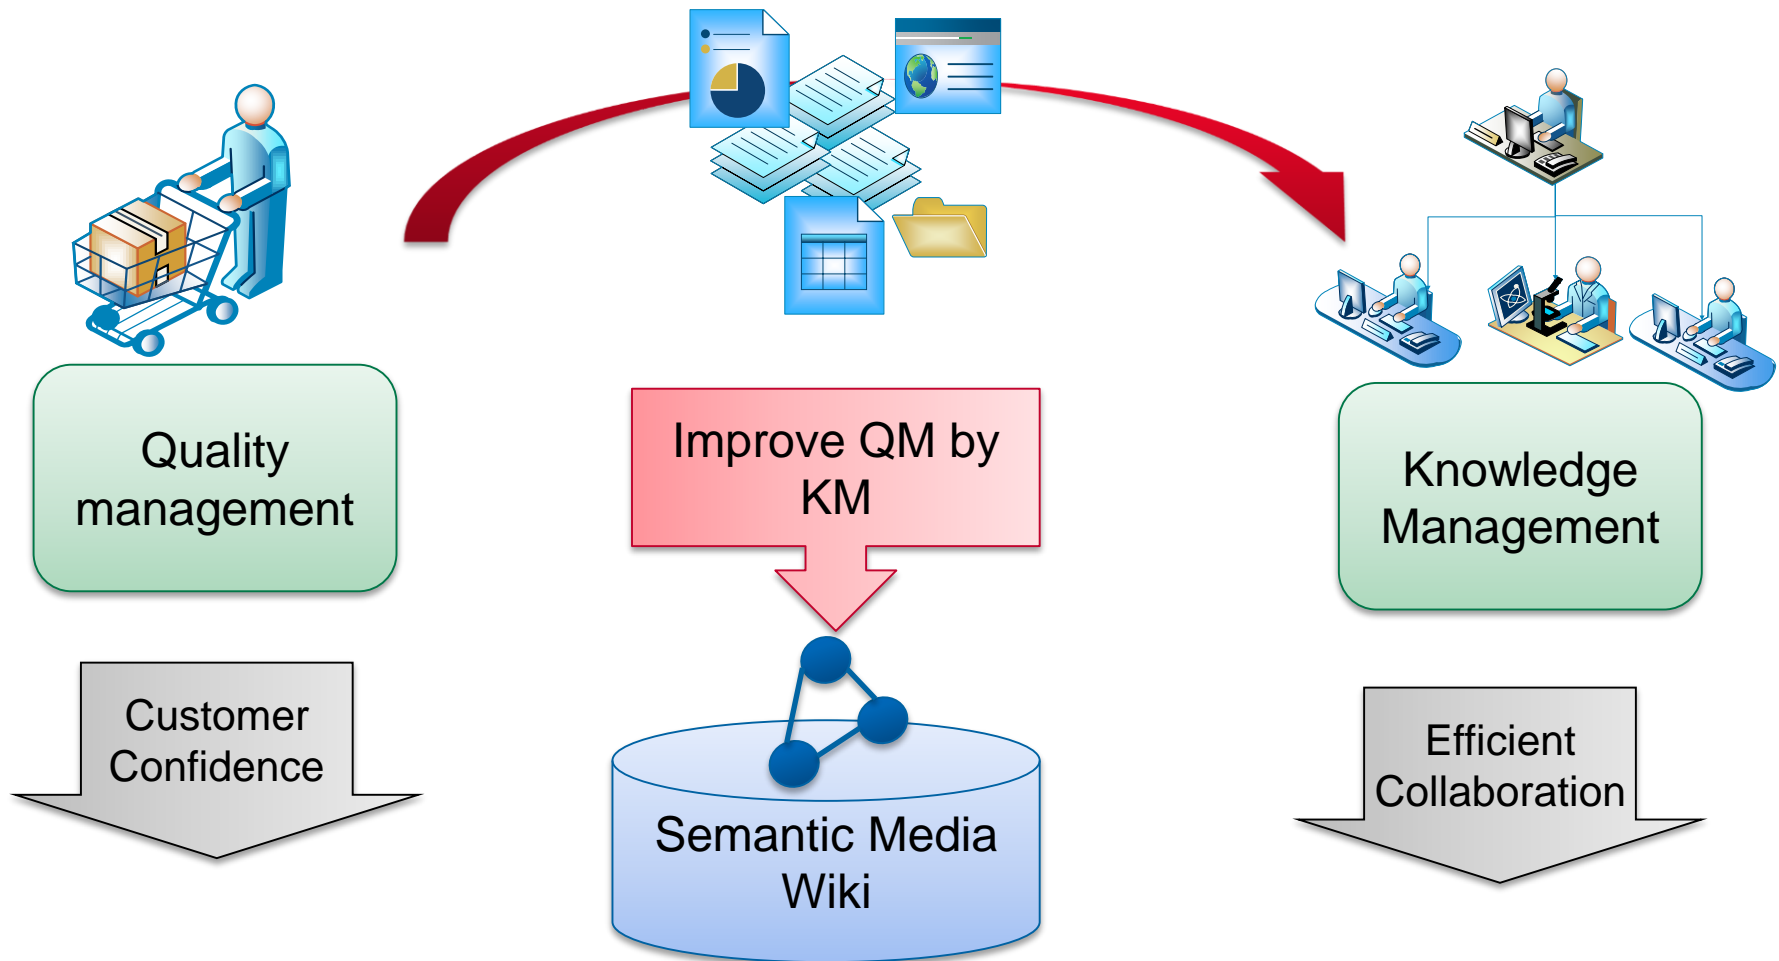 Quality
management
Improve QM by
KM
Knowledge
Management
Customer
Confidence
Semantic Media
Wiki
Efficient
Collaboration